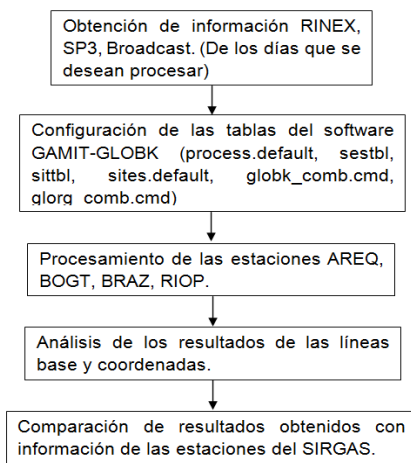 Obtención de información RINEX,
SP3, Broadcast. (De los días que se
desean procesar)
Configuración de las tablas del software
GAMIT-GLOBK (process.default, sestbl,
sittbl, sites.default, globk_comb.cmd,
glorg_comb.cmd)
Procesamiento de las estaciones AREQ,
BOGT, BRAZ, RIOP.
Análisis de los resultados de las líneas
base y coordenadas.
Comparación de resultados obtenidos con
información de las estaciones del SIRGAS.